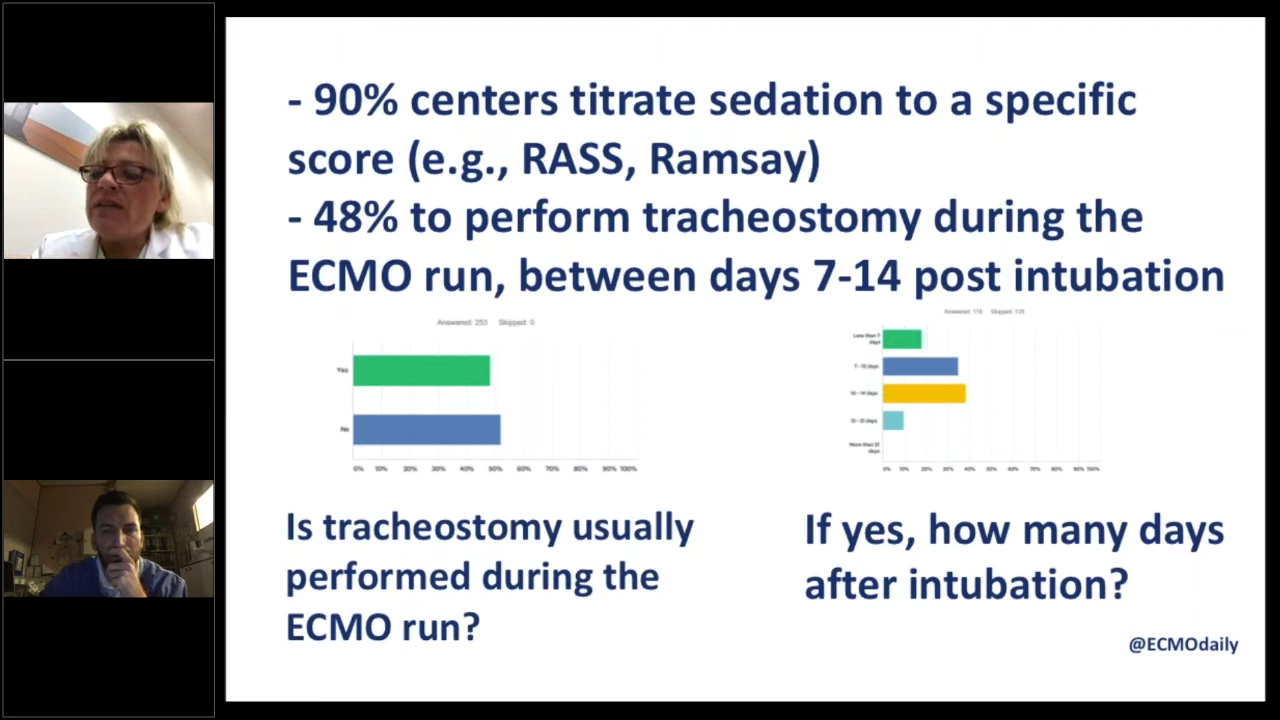 - 90% centers titrate sedation to a specific
score (e.g., RASS, Ramsay)
- 48% to perform tracheostomy during the
ECMO run, between days 7-14 post intubation
Answered: 253 Skipped: 0
Yes
No
0% 10% 20% 30% 40% 50% 60% 70% 80% 90% 100%
Is tracheostomy usually
performed during the
ECMO run?
Skipped: 135
Less than 7
days
7 - 10 days
10 - 14 days
More than 21
days
0% 10% 20% 30% 40% 50% 60% 70% 80% 90% 100%
If yes, how many days
after intubation?
@ECMOdaily